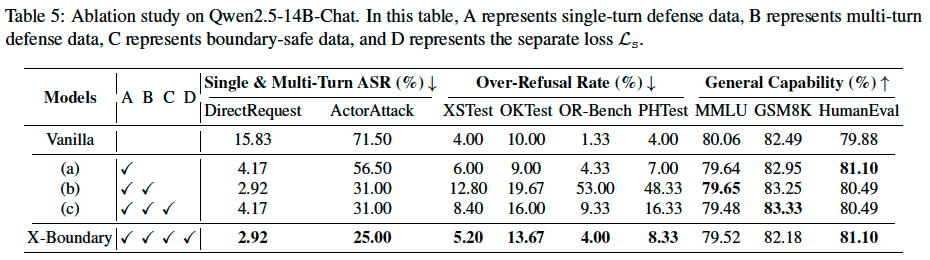 Table 5: Ablation study on Qwen2.5-14B-Chat. In this table, A represents single-turn defense data, B represents multi-turn
defense data, C represents boundary-safe data, and D represents the separate loss ℒs.
Models A B C D Single & Multi-Turn ASR (%)↓ Over-Refusal Rate (%)↓ General Capability (%)↑
DirectRequest ActorAttack XSTest OKTest OR-Bench PHTest MMLU GSM8K HumanEval
Vanilla 15.83 71.50 4.00 10.00 1.33 4.00 80.06 82.49 79.88
(a) ✓ 4.17 56.50 6.00 9.00 4.33 7.00 79.64 82.95 81.10
(b) ✓ ✓ 2.92 31.00 12.80 19.67 53.00 48.33 79.65 83.25 80.49
(c) ✓ ✓ ✓ 4.17 31.00 8.40 16.00 9.33 16.33 79.48 83.33 80.49
X-Boundary ✓ ✓ ✓ ✓ 2.92 25.00 5.20 13.67 4.00 8.33 79.52 82.18 81.10